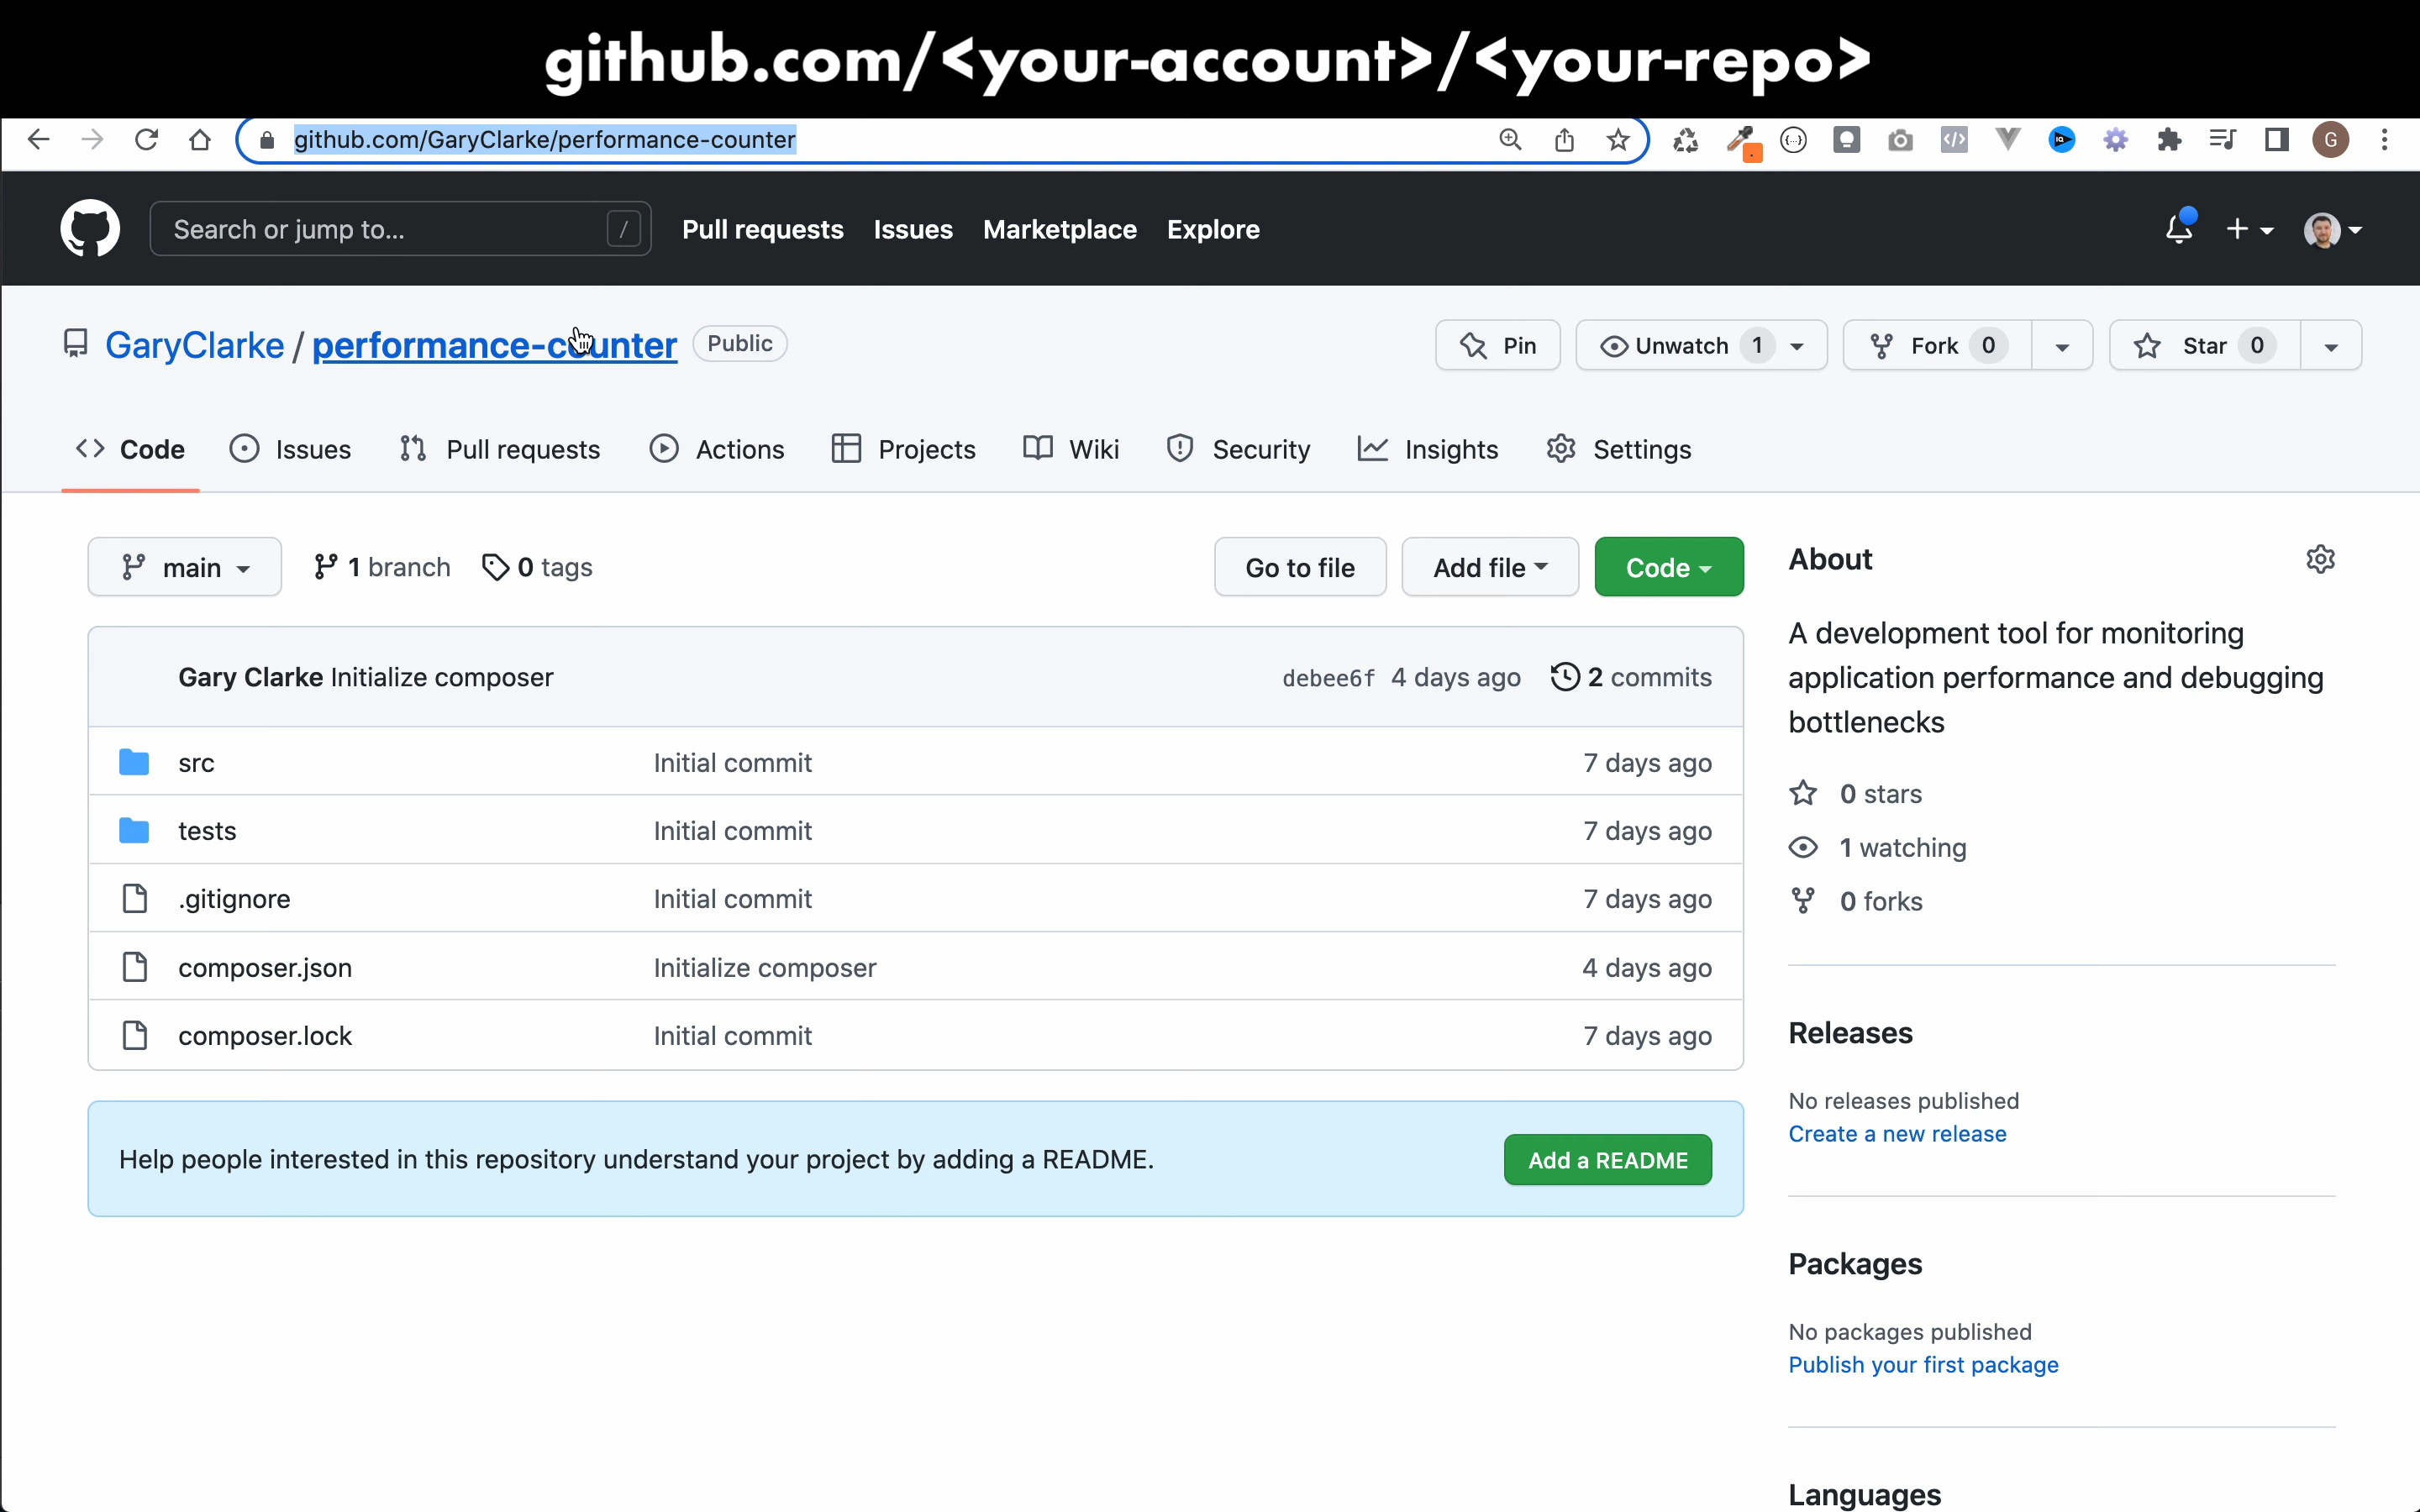 github.com/<your-account>/<your-repo>
github.com/GaryClarke/performance-counter
G
Search or jump to... /
Pull requests Issues Marketplace Explore
GaryClarke / performance-counter Public
Pin Unwatch 1 Fork 0 Star 0
Code Issues Pull requests Actions Projects Wiki Security Insights Settings
main 1 branch 0 tags Go to file Add file Code
Gary Clarke Initialize composer debee6f 4 days ago 2 commits
src Initial commit 7 days ago
tests Initial commit 7 days ago
.gitignore Initial commit 7 days ago
composer.json Initialize composer 4 days ago
composer.lock Initial commit 7 days ago
Help people interested in this repository understand your project by adding a README. Add a README
About
A development tool for monitoring
application performance and debugging
bottlenecks
0 stars
1 watching
0 forks
Releases
No releases published
Create a new release
Packages
No packages published
Publish your first package
Languages